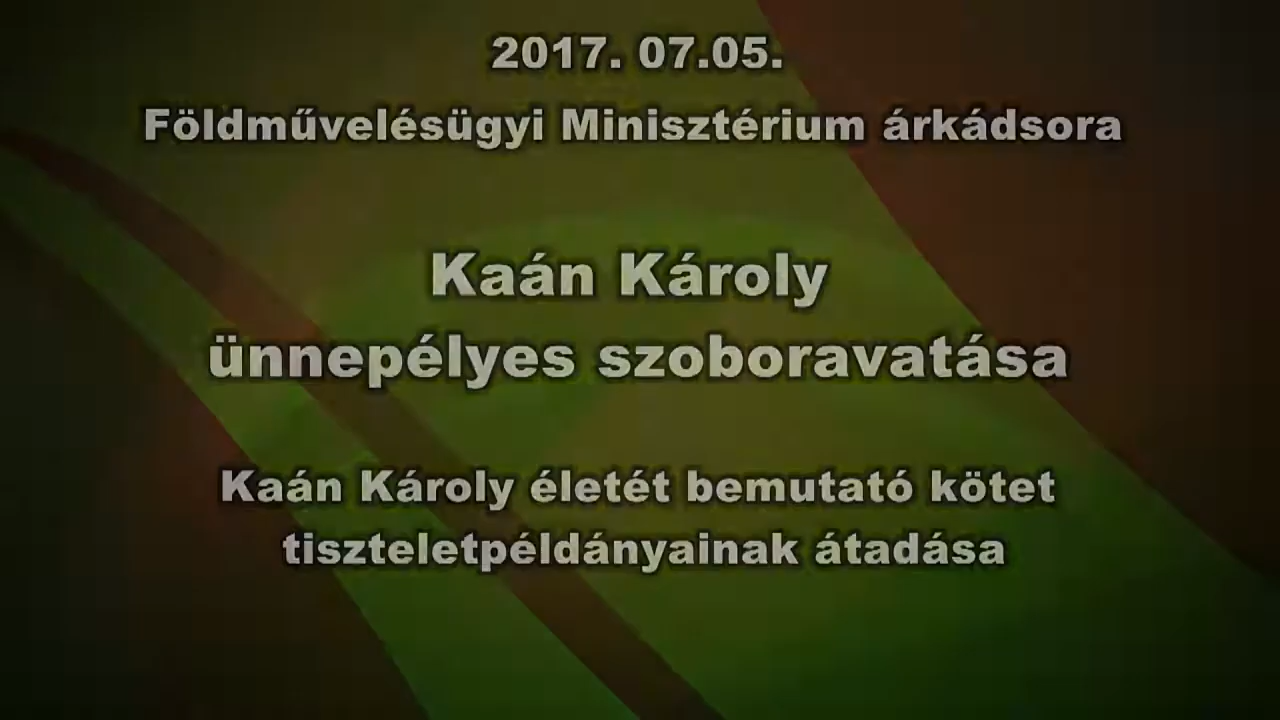 2017. 07.05.
Földművelésügyi Minisztérium árkádsora
Kaán Károly
ünnepélyes szoboravatása
Kaán Károly életét bemutató kötet
tiszteletpéldányainak átadása